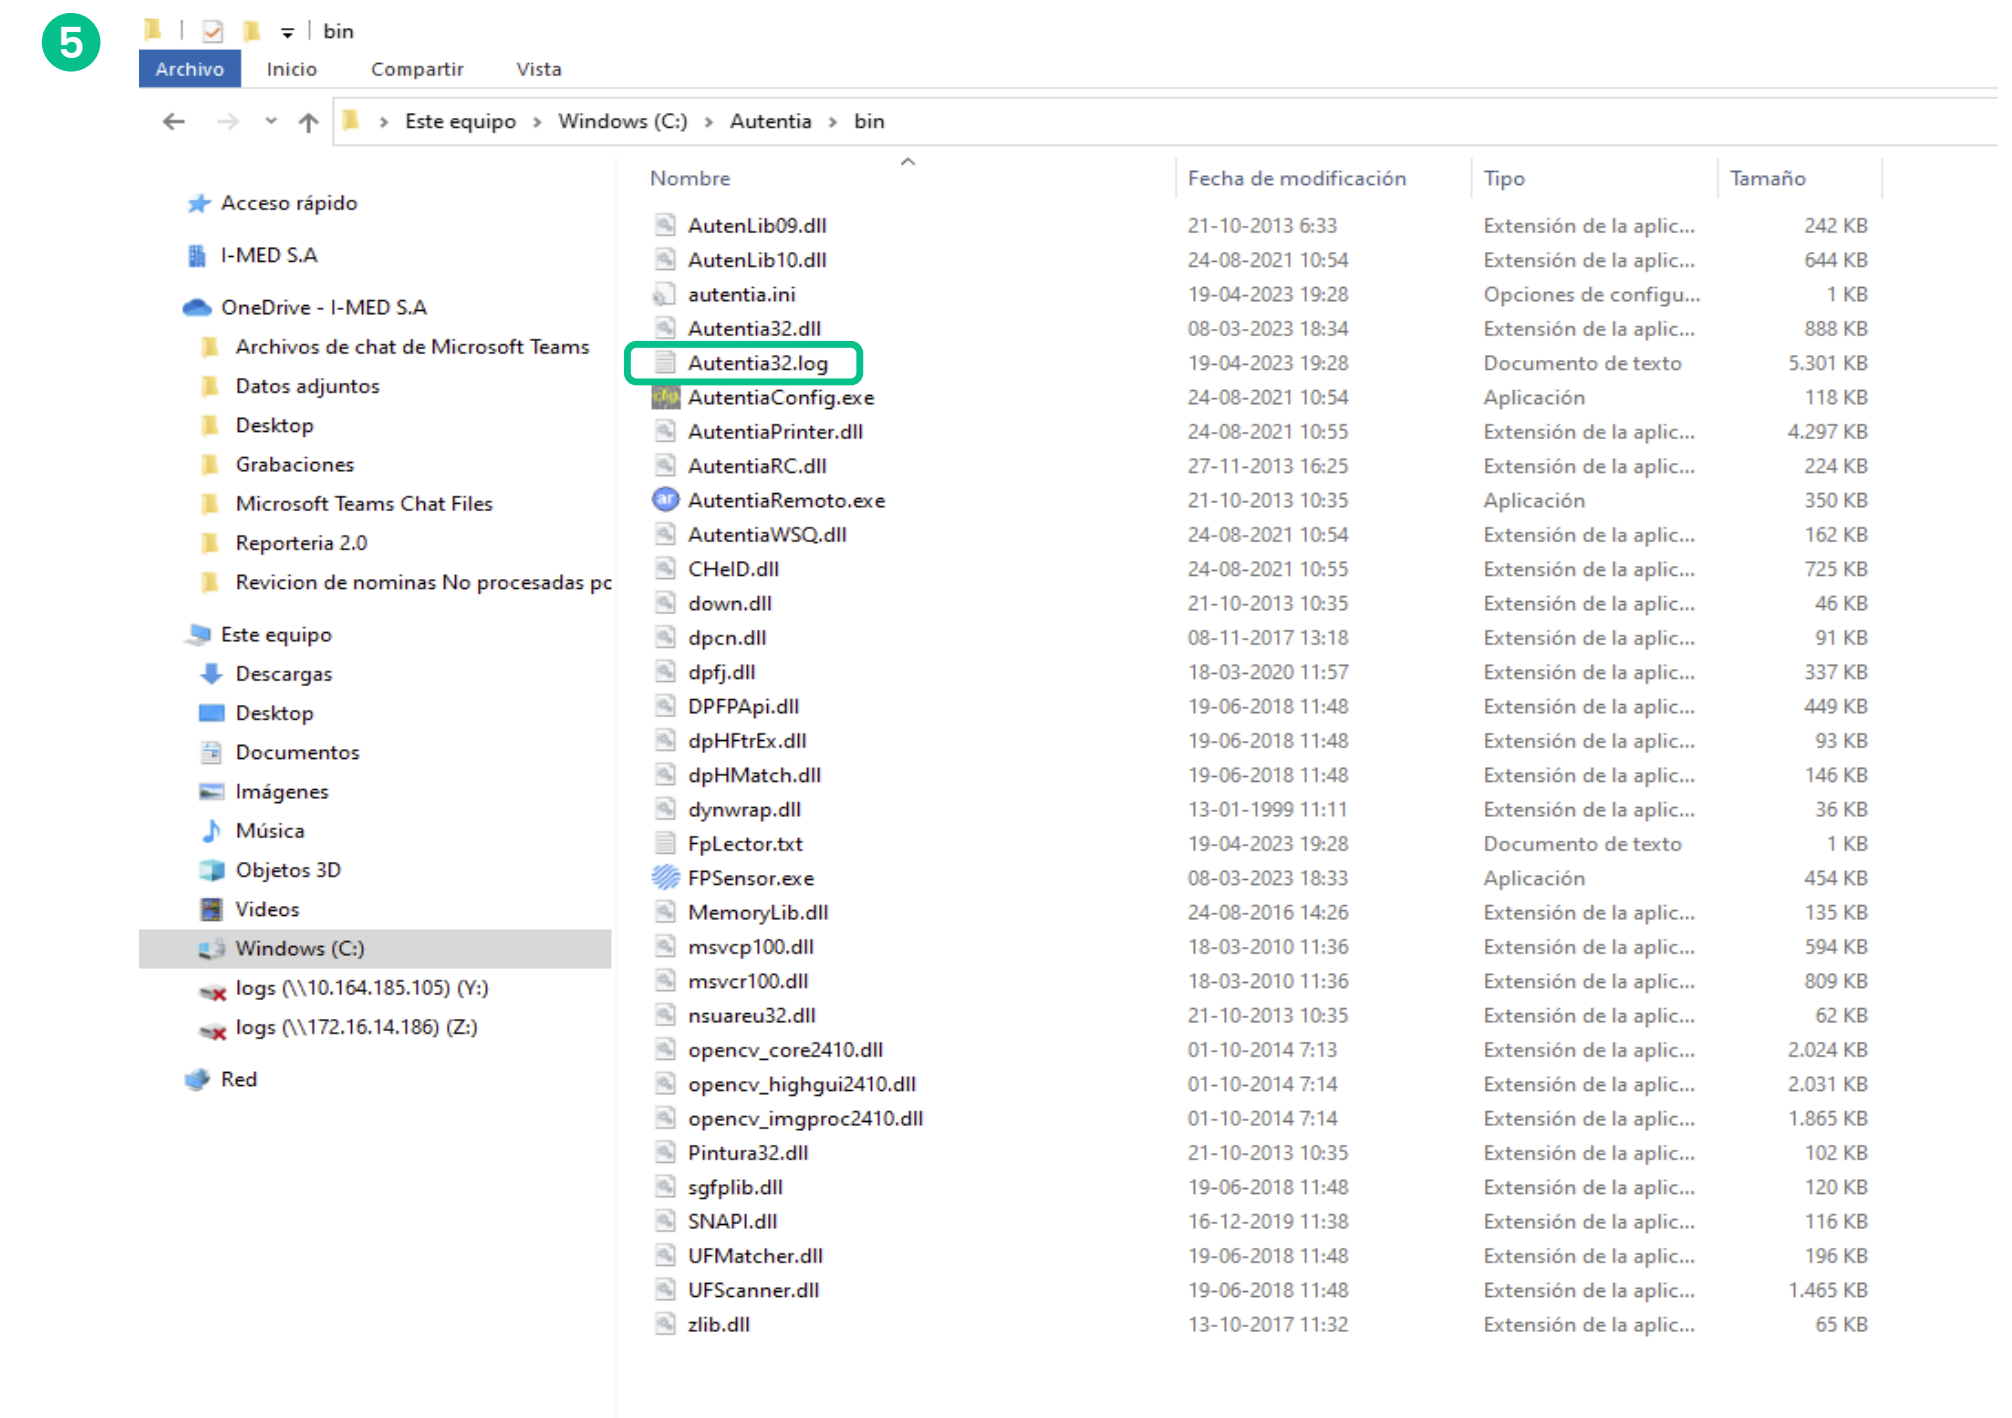 5
bin
Archivo Inicio Compartir Vista
Este equipo > Windows (C:) > Autentia > bin
Nombre Fecha de modificación Tipo Tamaño
Acceso rápido
I-MED S.A
OneDrive - I-MED S.A
Archivos de chat de Microsoft Teams
Datos adjuntos
Desktop
Grabaciones
Microsoft Teams Chat Files
Reporteria 2.0
Revicion de nominas No procesadas pc
Este equipo
Descargas
Desktop
Documentos
Imágenes
Música
Objetos 3D
Videos
Windows (C:)
logs (\\10.164.185.105) (Y:)
logs (\\172.16.14.186) (Z:)
Red
AutenLib09.dll 21-10-2013 6:33 Extensión de la aplic... 242 KB
AutenLib10.dll 24-08-2021 10:54 Extensión de la aplic... 644 KB
autentia.ini 19-04-2023 19:28 Opciones de configu... 1 KB
Autentia32.dll 08-03-2023 18:34 Extensión de la aplic... 888 KB
Autentia32.log 19-04-2023 19:28 Documento de texto 5.301 KB
AutentiaConfig.exe 24-08-2021 10:54 Aplicación 118 KB
AutentiaPrinter.dll 24-08-2021 10:55 Extensión de la aplic... 4.297 KB
AutentiaRC.dll 27-11-2013 16:25 Extensión de la aplic... 224 KB
ar AutentiaRemoto.exe 21-10-2013 10:35 Aplicación 350 KB
AutentiaWSQ.dll 24-08-2021 10:54 Extensión de la aplic... 162 KB
CHeID.dll 24-08-2021 10:55 Extensión de la aplic... 725 KB
down.dll 21-10-2013 10:35 Extensión de la aplic... 46 KB
dpcn.dll 08-11-2017 13:18 Extensión de la aplic... 91 KB
dpfj.dll 18-03-2020 11:57 Extensión de la aplic... 337 KB
DPFPApi.dll 19-06-2018 11:48 Extensión de la aplic... 449 KB
dpHFtrEx.dll 19-06-2018 11:48 Extensión de la aplic... 93 KB
dpHMatch.dll 19-06-2018 11:48 Extensión de la aplic... 146 KB
dynwrap.dll 13-01-1999 11:11 Extensión de la aplic... 36 KB
FpLector.txt 19-04-2023 19:28 Documento de texto 1 KB
FPSensor.exe 08-03-2023 18:33 Aplicación 454 KB
MemoryLib.dll 24-08-2016 14:26 Extensión de la aplic... 135 KB
msvcp100.dll 18-03-2010 11:36 Extensión de la aplic... 594 KB
msvcr100.dll 18-03-2010 11:36 Extensión de la aplic... 809 KB
nsuareu32.dll 21-10-2013 10:35 Extensión de la aplic... 62 KB
opencv_core2410.dll 01-10-2014 7:13 Extensión de la aplic... 2.024 KB
opencv_highgui2410.dll 01-10-2014 7:14 Extensión de la aplic... 2.031 KB
opencv_imgproc2410.dll 01-10-2014 7:14 Extensión de la aplic... 1.865 KB
Pintura32.dll 21-10-2013 10:35 Extensión de la aplic... 102 KB
sgfplib.dll 19-06-2018 11:48 Extensión de la aplic... 120 KB
SNAPI.dll 16-12-2019 11:38 Extensión de la aplic... 116 KB
UFMatcher.dll 19-06-2018 11:48 Extensión de la aplic... 196 KB
UFScanner.dll 19-06-2018 11:48 Extensión de la aplic... 1.465 KB
zlib.dll 13-10-2017 11:32 Extensión de la aplic... 65 KB